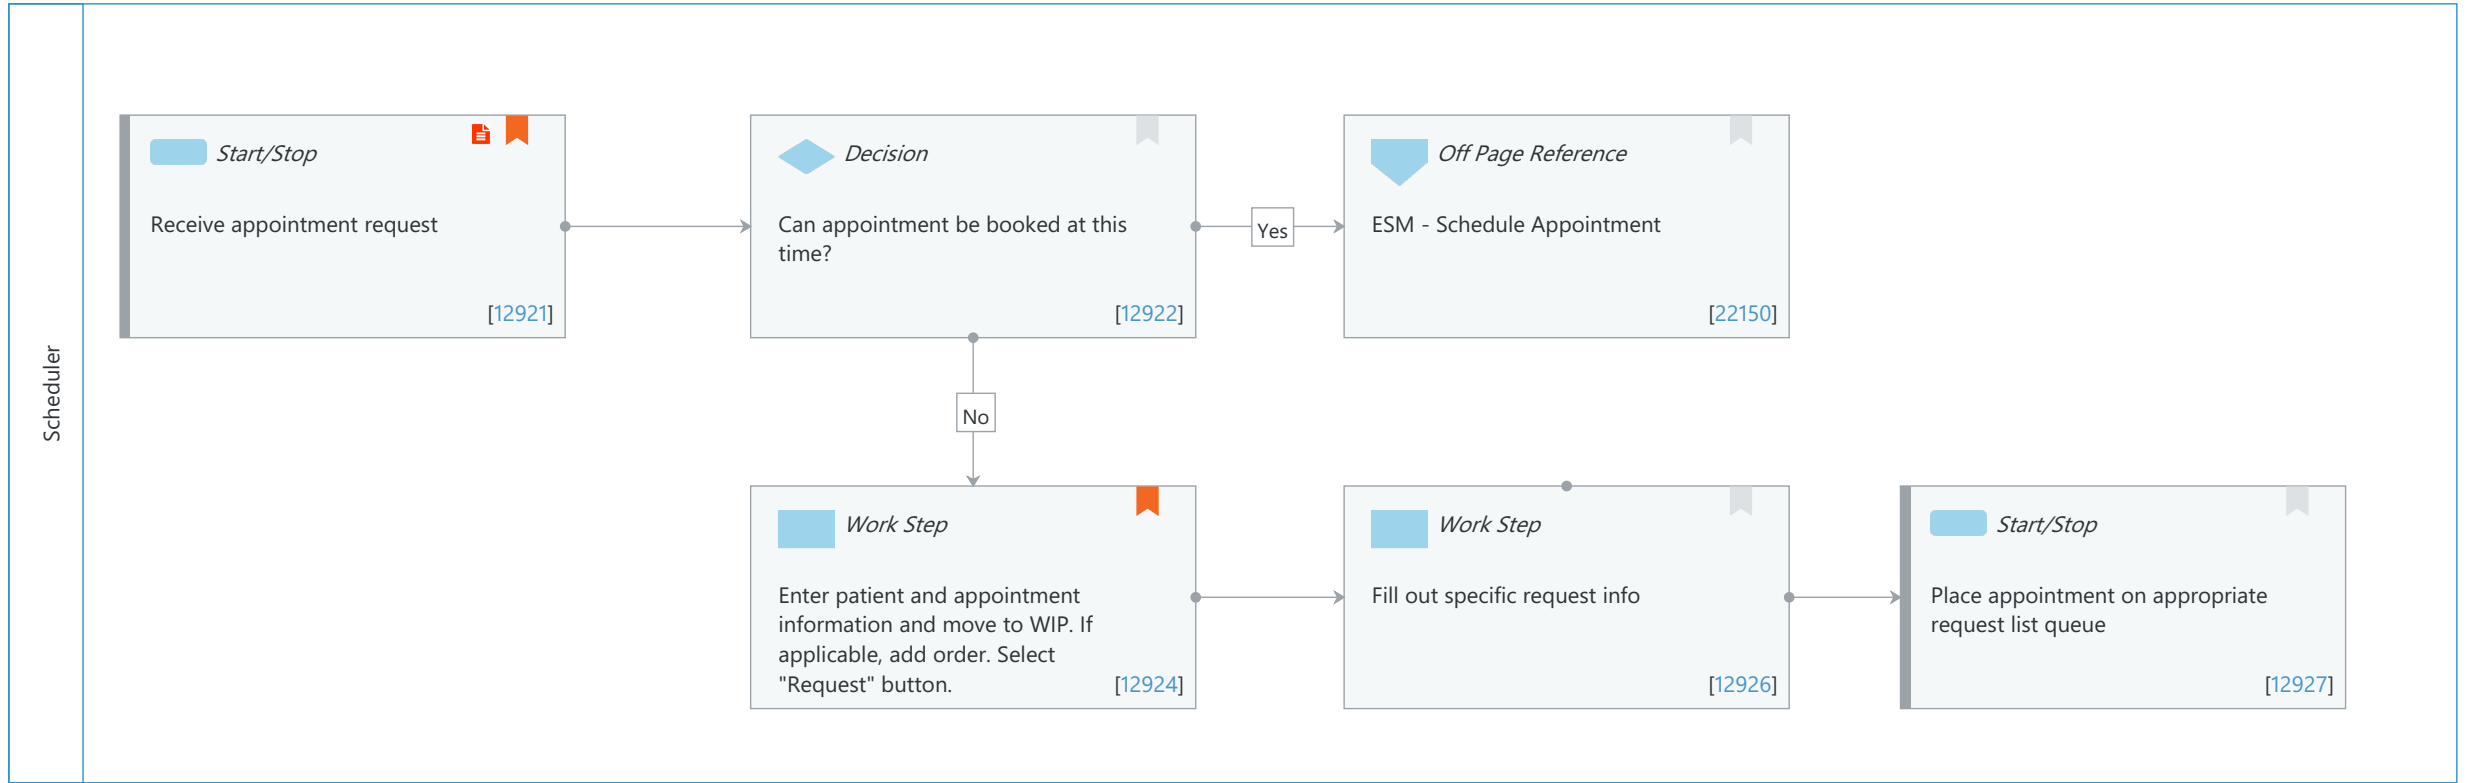 Scheduler
Start/Stop
Receive appointment request
[12921]
Decision
Can appointment be booked at this
time?
[12922]
Yes
Off Page Reference
ESM - Schedule Appointment
[22150]
No
Work Step
Enter patient and appointment
information and move to WIP. If
applicable, add order. Select
"Request" button.
[12924]
Work Step
Fill out specific request info
[12926]
Start/Stop
Place appointment on appropriate
request list queue
[12927]